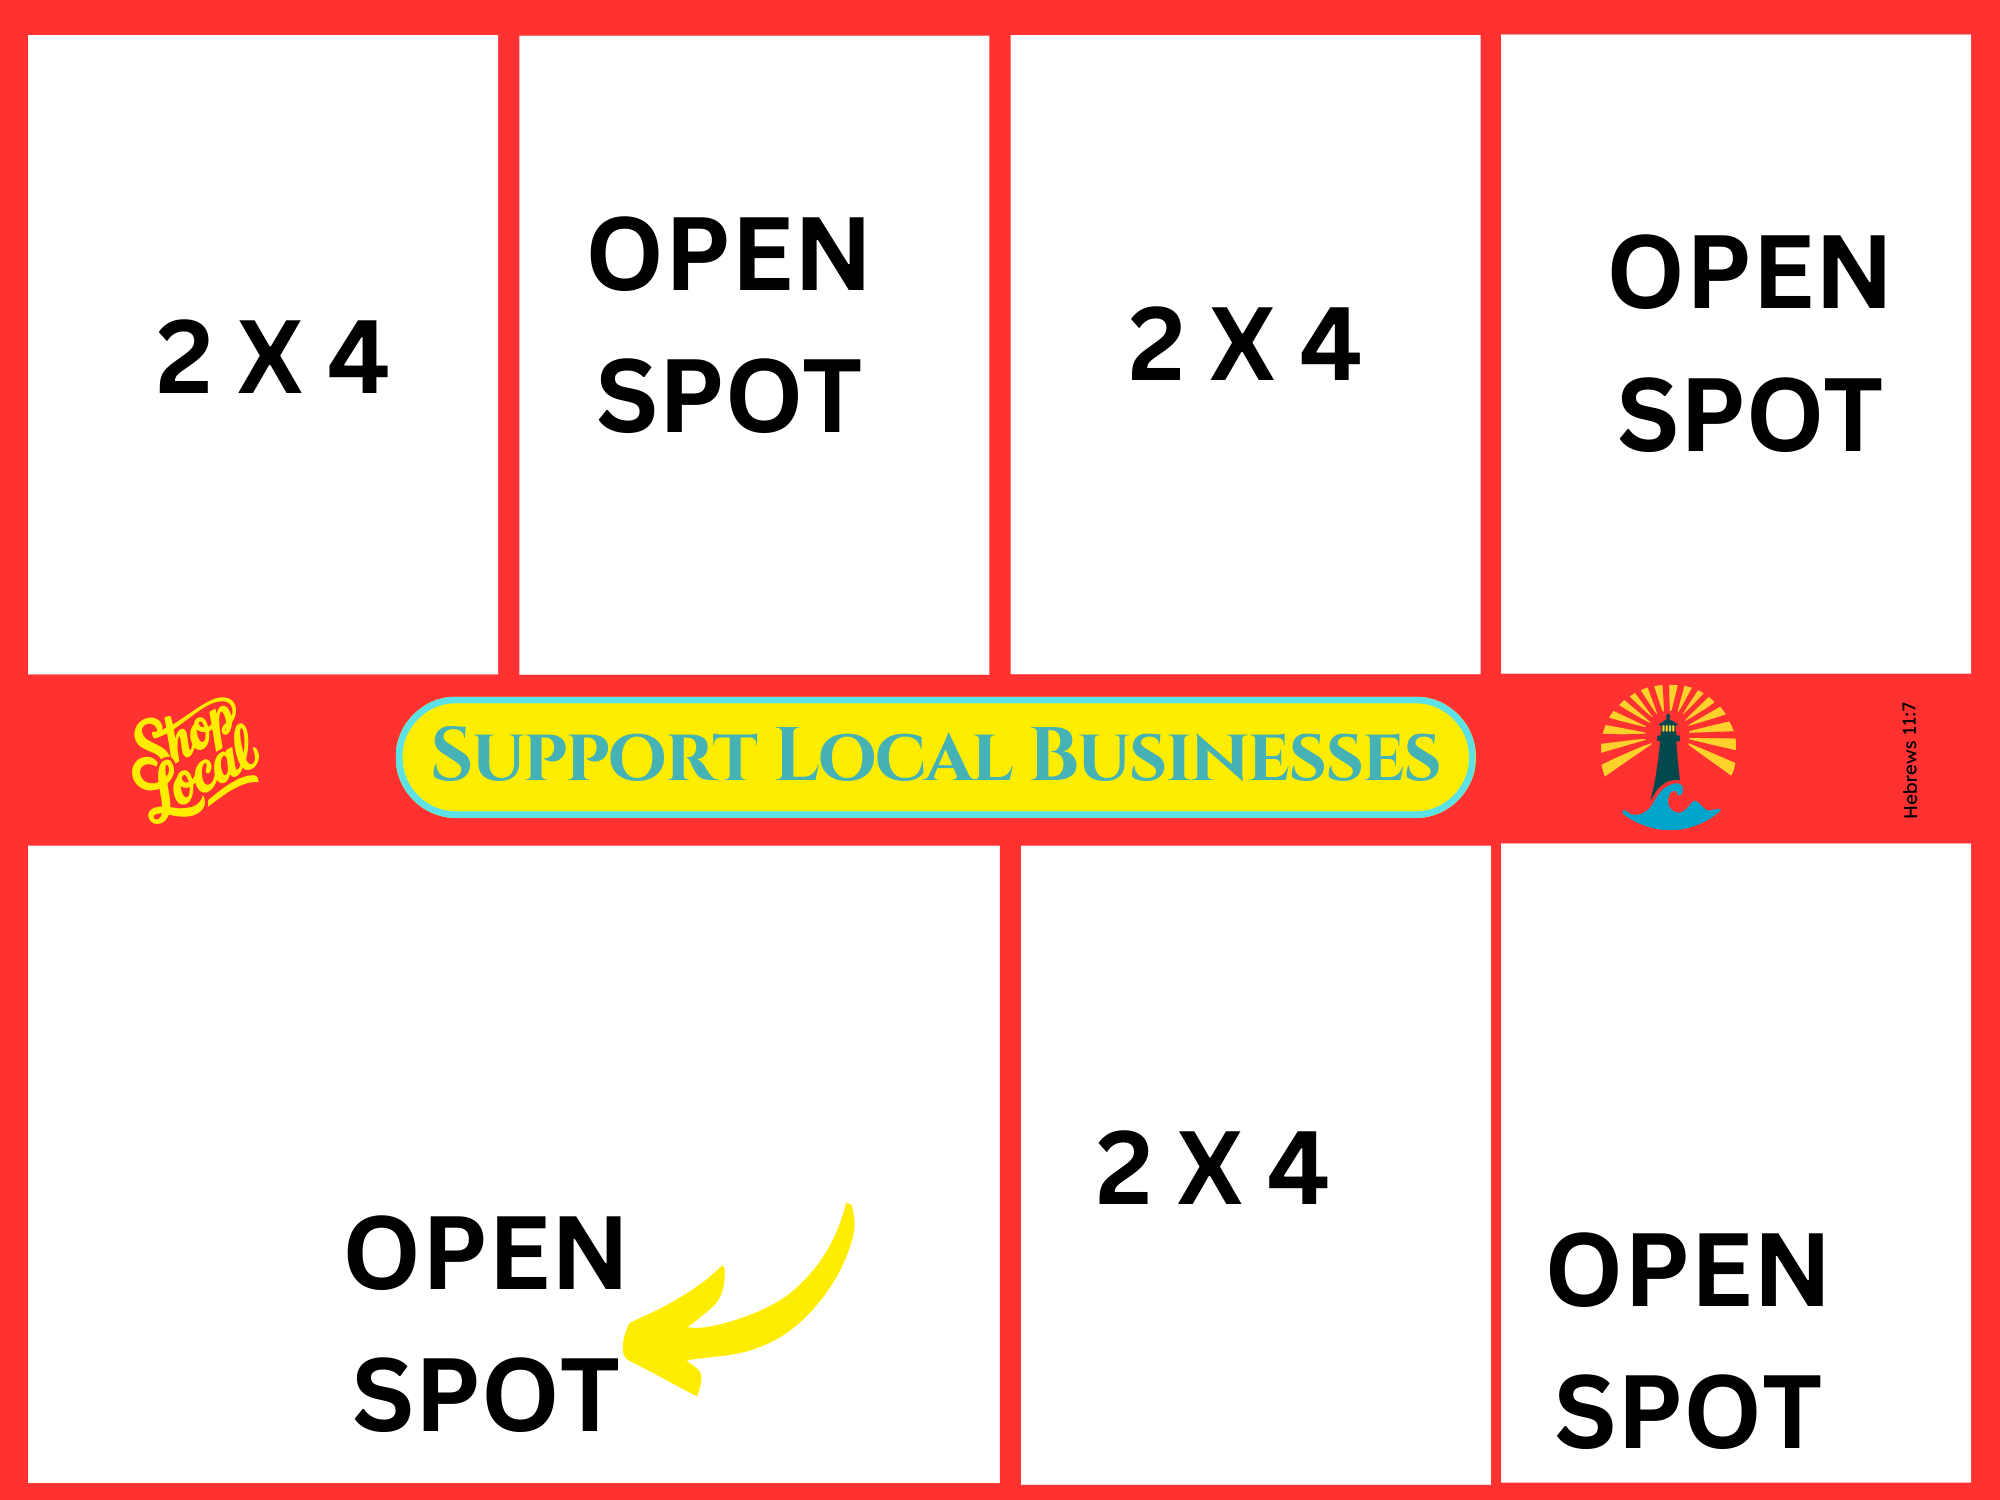 2 X 4
OPEN
SPOT
2 X 4
OPEN
SPOT
Shop
Local
SUPPORT LOCAL BUSINESSES
Hebrews 11:7
OPEN
SPOT
2 X 4
OPEN
SPOT